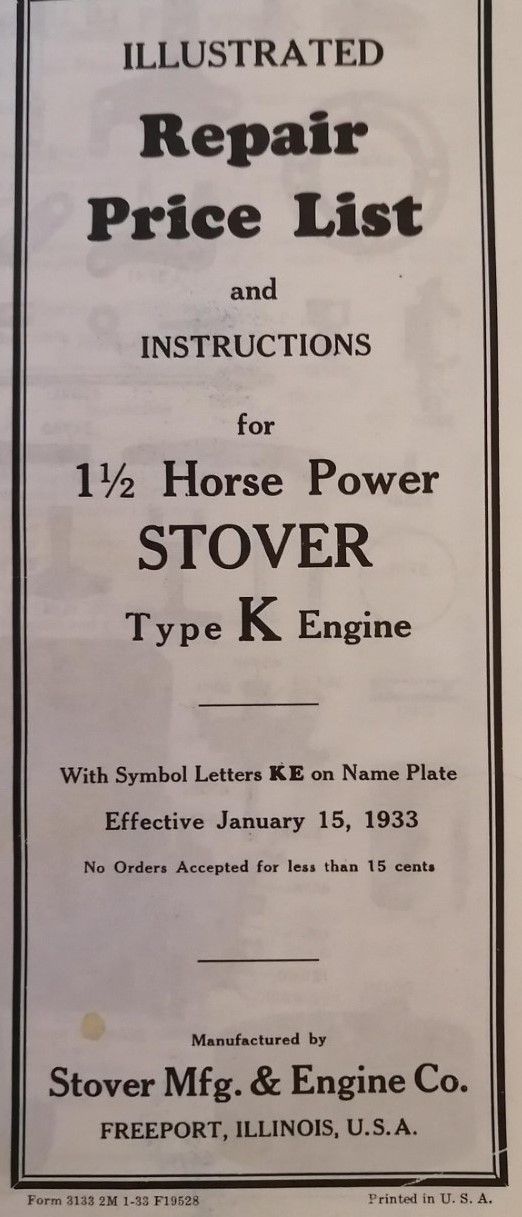 ILLUSTRATED
Repair
Price List
and
INSTRUCTIONS
for
1½ Horse Power
STOVER
Type K Engine
With Symbol Letters KE on Name Plate
Effective January 15, 1933
No Orders Accepted for less than 15 cents
Manufactured by
Stover Mfg. & Engine Co.
FREEPORT, ILLINOIS, U.S.A.
Form 3133 2M 1-33 F19528
Printed in U. S. A.